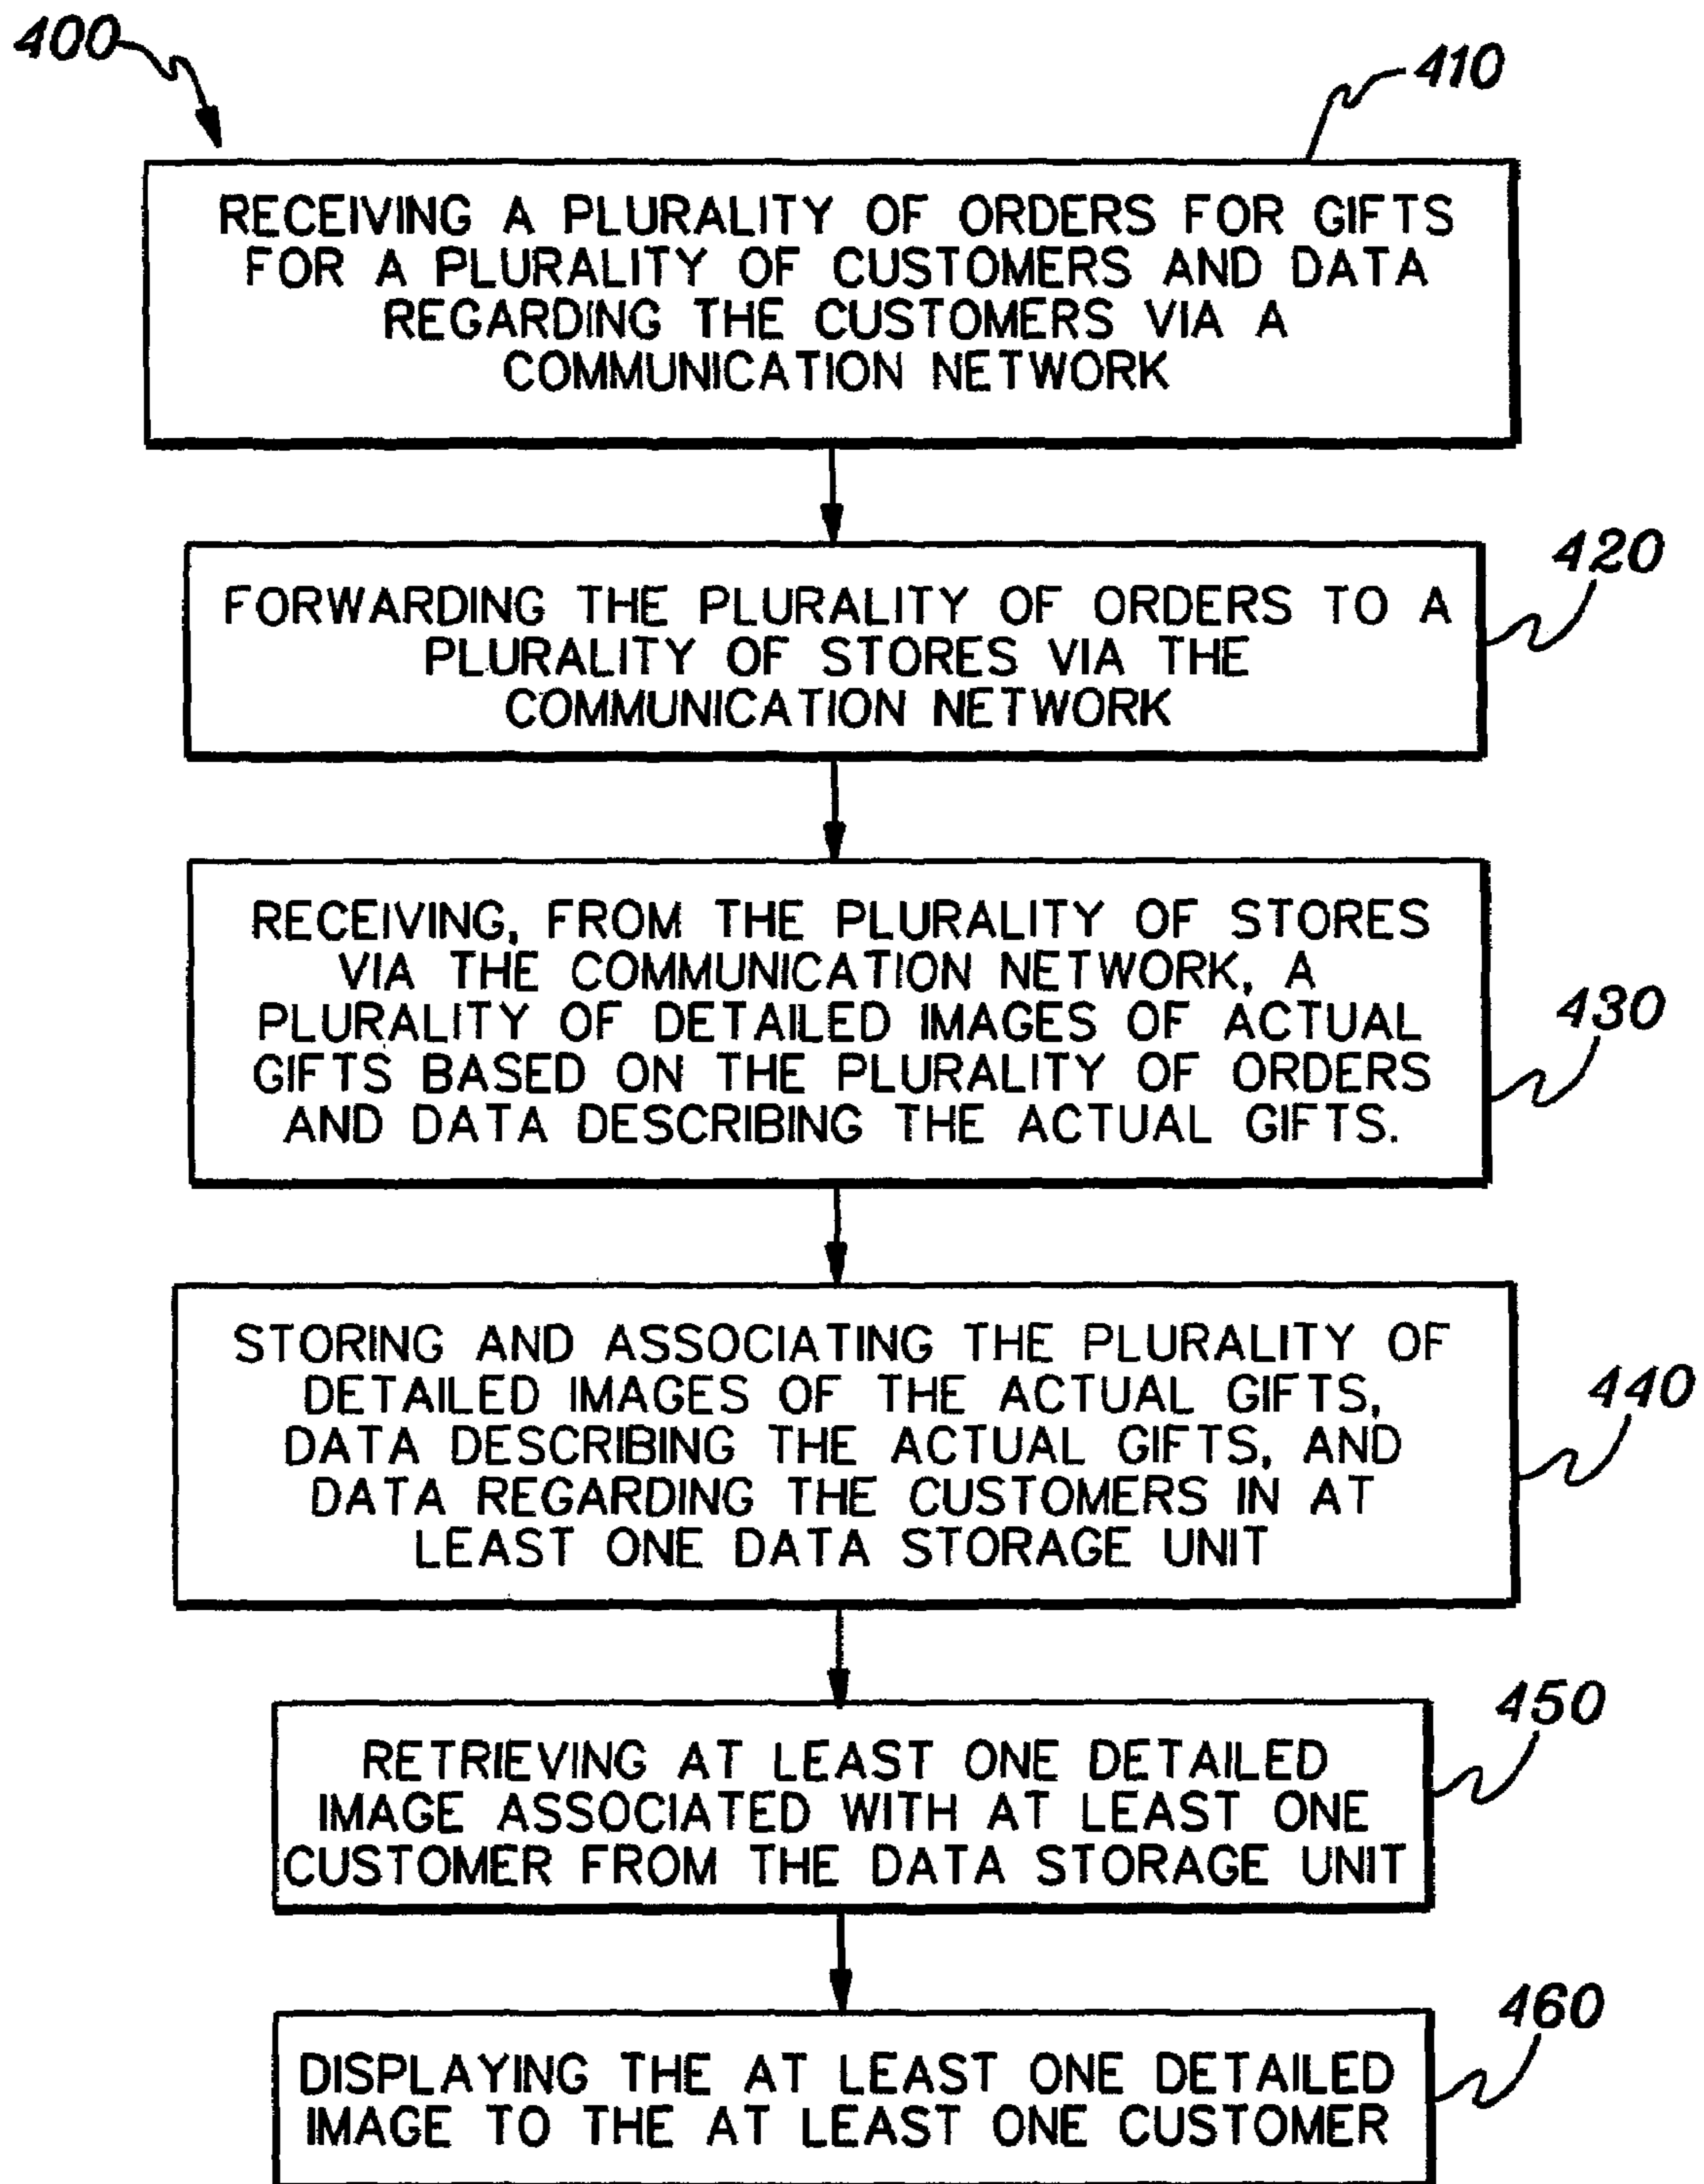 400
410
RECEIVING A PLURALITY OF ORDERS FOR GIFTS
FOR A PLURALITY OF CUSTOMERS AND DATA
REGARDING THE CUSTOMERS VIA A
COMMUNICATION NETWORK
420
FORWARDING THE PLURALITY OF ORDERS TO A
PLURALITY OF STORES VIA THE
COMMUNICATION NETWORK
RECEIVING, FROM THE PLURALITY OF STORES
VIA THE COMMUNICATION NETWORK, A
PLURALITY OF DETAILED IMAGES OF ACTUAL
GIFTS BASED ON THE PLURALITY OF ORDERS
AND DATA DESCRIBING THE ACTUAL GIFTS.
430
STORING AND ASSOCIATING THE PLURALITY OF
DETAILED IMAGES OF THE ACTUAL GIFTS,
DATA DESCRIBING THE ACTUAL GIFTS, AND
DATA REGARDING THE CUSTOMERS IN AT
LEAST ONE DATA STORAGE UNIT
440
450
RETRIEVING AT LEAST ONE DETAILED
IMAGE ASSOCIATED WITH AT LEAST ONE
CUSTOMER FROM THE DATA STORAGE UNIT
460
DISPLAYING THE AT LEAST ONE DETAILED
IMAGE TO THE AT LEAST ONE CUSTOMER